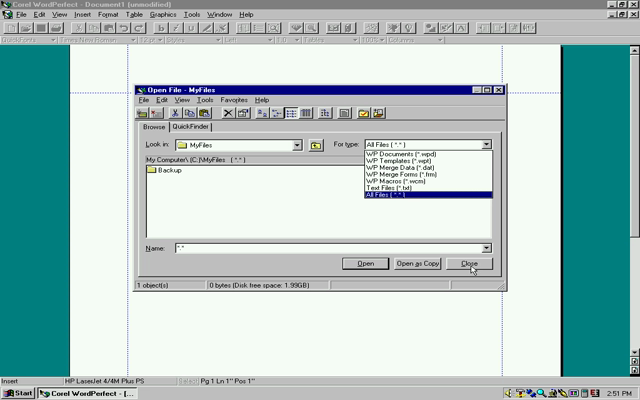 Corel WordPerfect - Document1 (unmodified)
File Edit View Insert Format Table Graphics Tools Window Help
QuickFonts Times New Roman 12 pt Styles Left 1.0 Tables 100% Columns
Open File - MyFiles
File Edit View Tools Favorites Help
Browse QuickFinder
Look in: MyFiles For type: All Files (*.*)
WP Documents (*.wpd)
My Computer\ (C:)\MyFiles (*.*) WP Templates (*.wpt)
WP Merge Data (*.dat)
Backup WP Merge Forms (*.frm)
WP Macros (*.wcm)
Text Files (*.txt)
All Files (*.*)
Name: *.*
Open Open as Copy Close
1 object(s) 0 bytes (Disk free space: 1.99GB)
Insert HP LaserJet 4/4M Plus PS Select Pg 1 Ln 1" Pos 1"
Start Corel WordPerfect - [... 2:51 PM